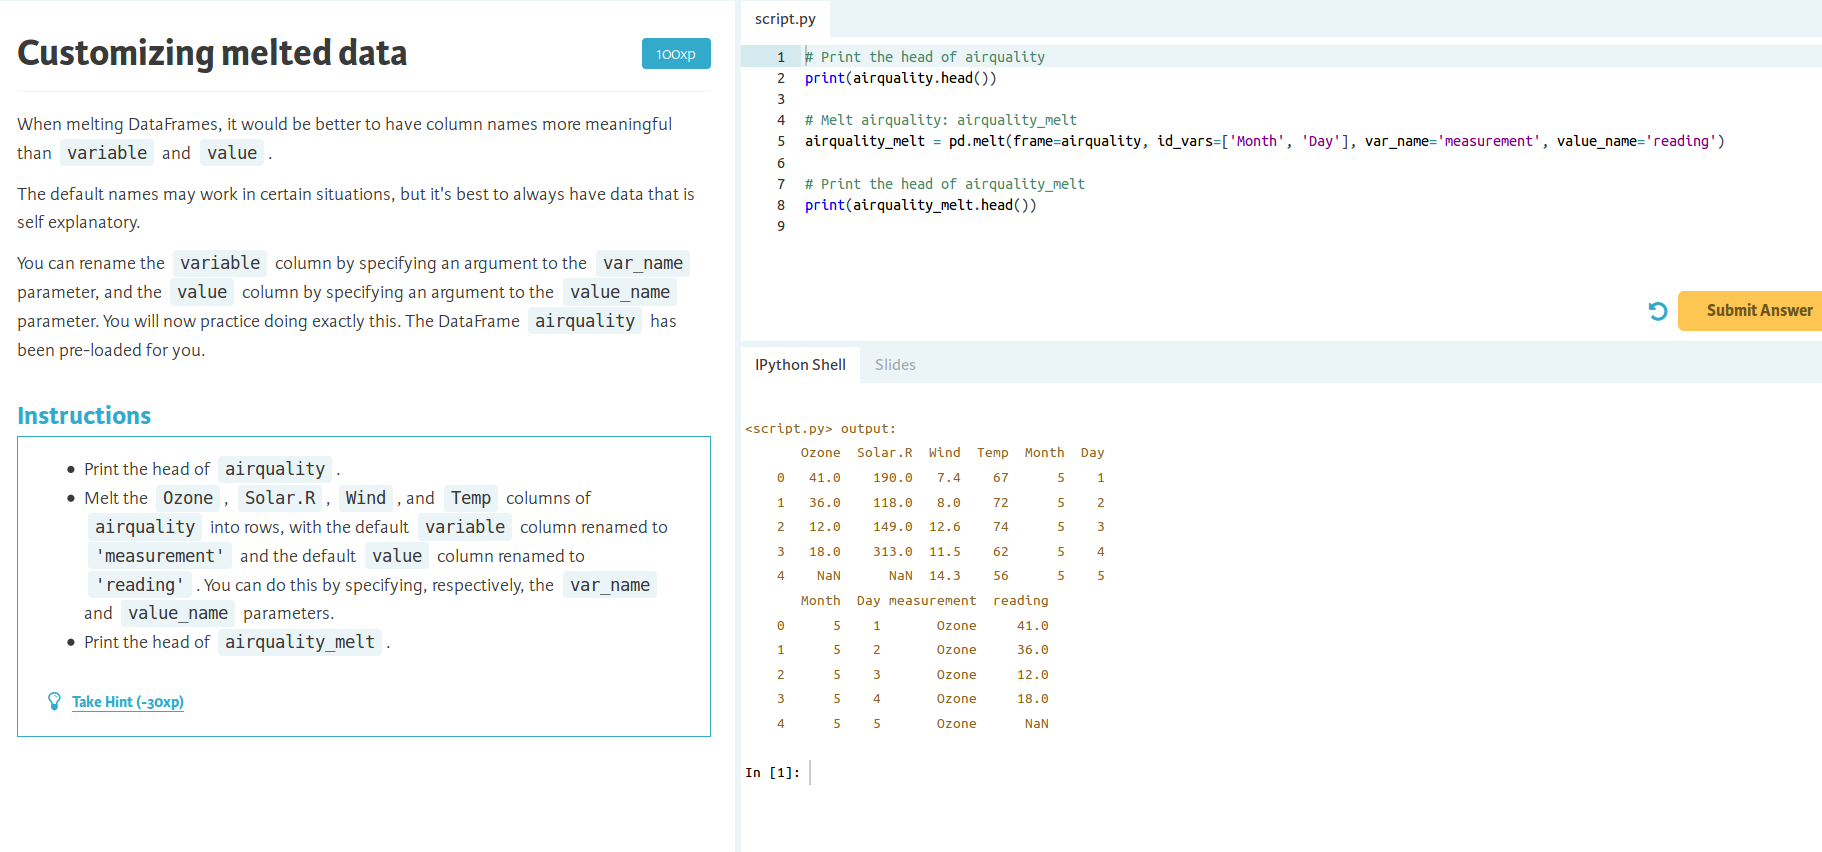 Customizing melted data
100xp
When melting DataFrames, it would be better to have column names more meaningful
than variable and value .
The default names may work in certain situations, but it's best to always have data that is
self explanatory.
You can rename the variable column by specifying an argument to the var_name
parameter, and the value column by specifying an argument to the value_name
parameter. You will now practice doing exactly this. The DataFrame airquality has
been pre-loaded for you.
Instructions
• Print the head of airquality .
• Melt the Ozone , Solar.R , Wind , and Temp columns of
airquality into rows, with the default variable column renamed to
'measurement' and the default value column renamed to
'reading' . You can do this by specifying, respectively, the var_name
and value_name parameters.
• Print the head of airquality_melt .
Take Hint (-30xp)
script.py
1 # Print the head of airquality
2 print(airquality.head())
3
4 # Melt airquality: airquality_melt
5 airquality_melt = pd.melt(frame=airquality, id_vars=['Month', 'Day'], var_name='measurement', value_name='reading')
6
7 # Print the head of airquality_melt
8 print(airquality_melt.head())
9
Submit Answer
IPython Shell Slides
<script.py> output:
Ozone Solar.R Wind Temp Month Day
0 41.0 190.0 7.4 67 5 1
1 36.0 118.0 8.0 72 5 2
2 12.0 149.0 12.6 74 5 3
3 18.0 313.0 11.5 62 5 4
4 NaN NaN 14.3 56 5 5
Month Day measurement reading
0 5 1 Ozone 41.0
1 5 2 Ozone 36.0
2 5 3 Ozone 12.0
3 5 4 Ozone 18.0
4 5 5 Ozone NaN
In [1]: